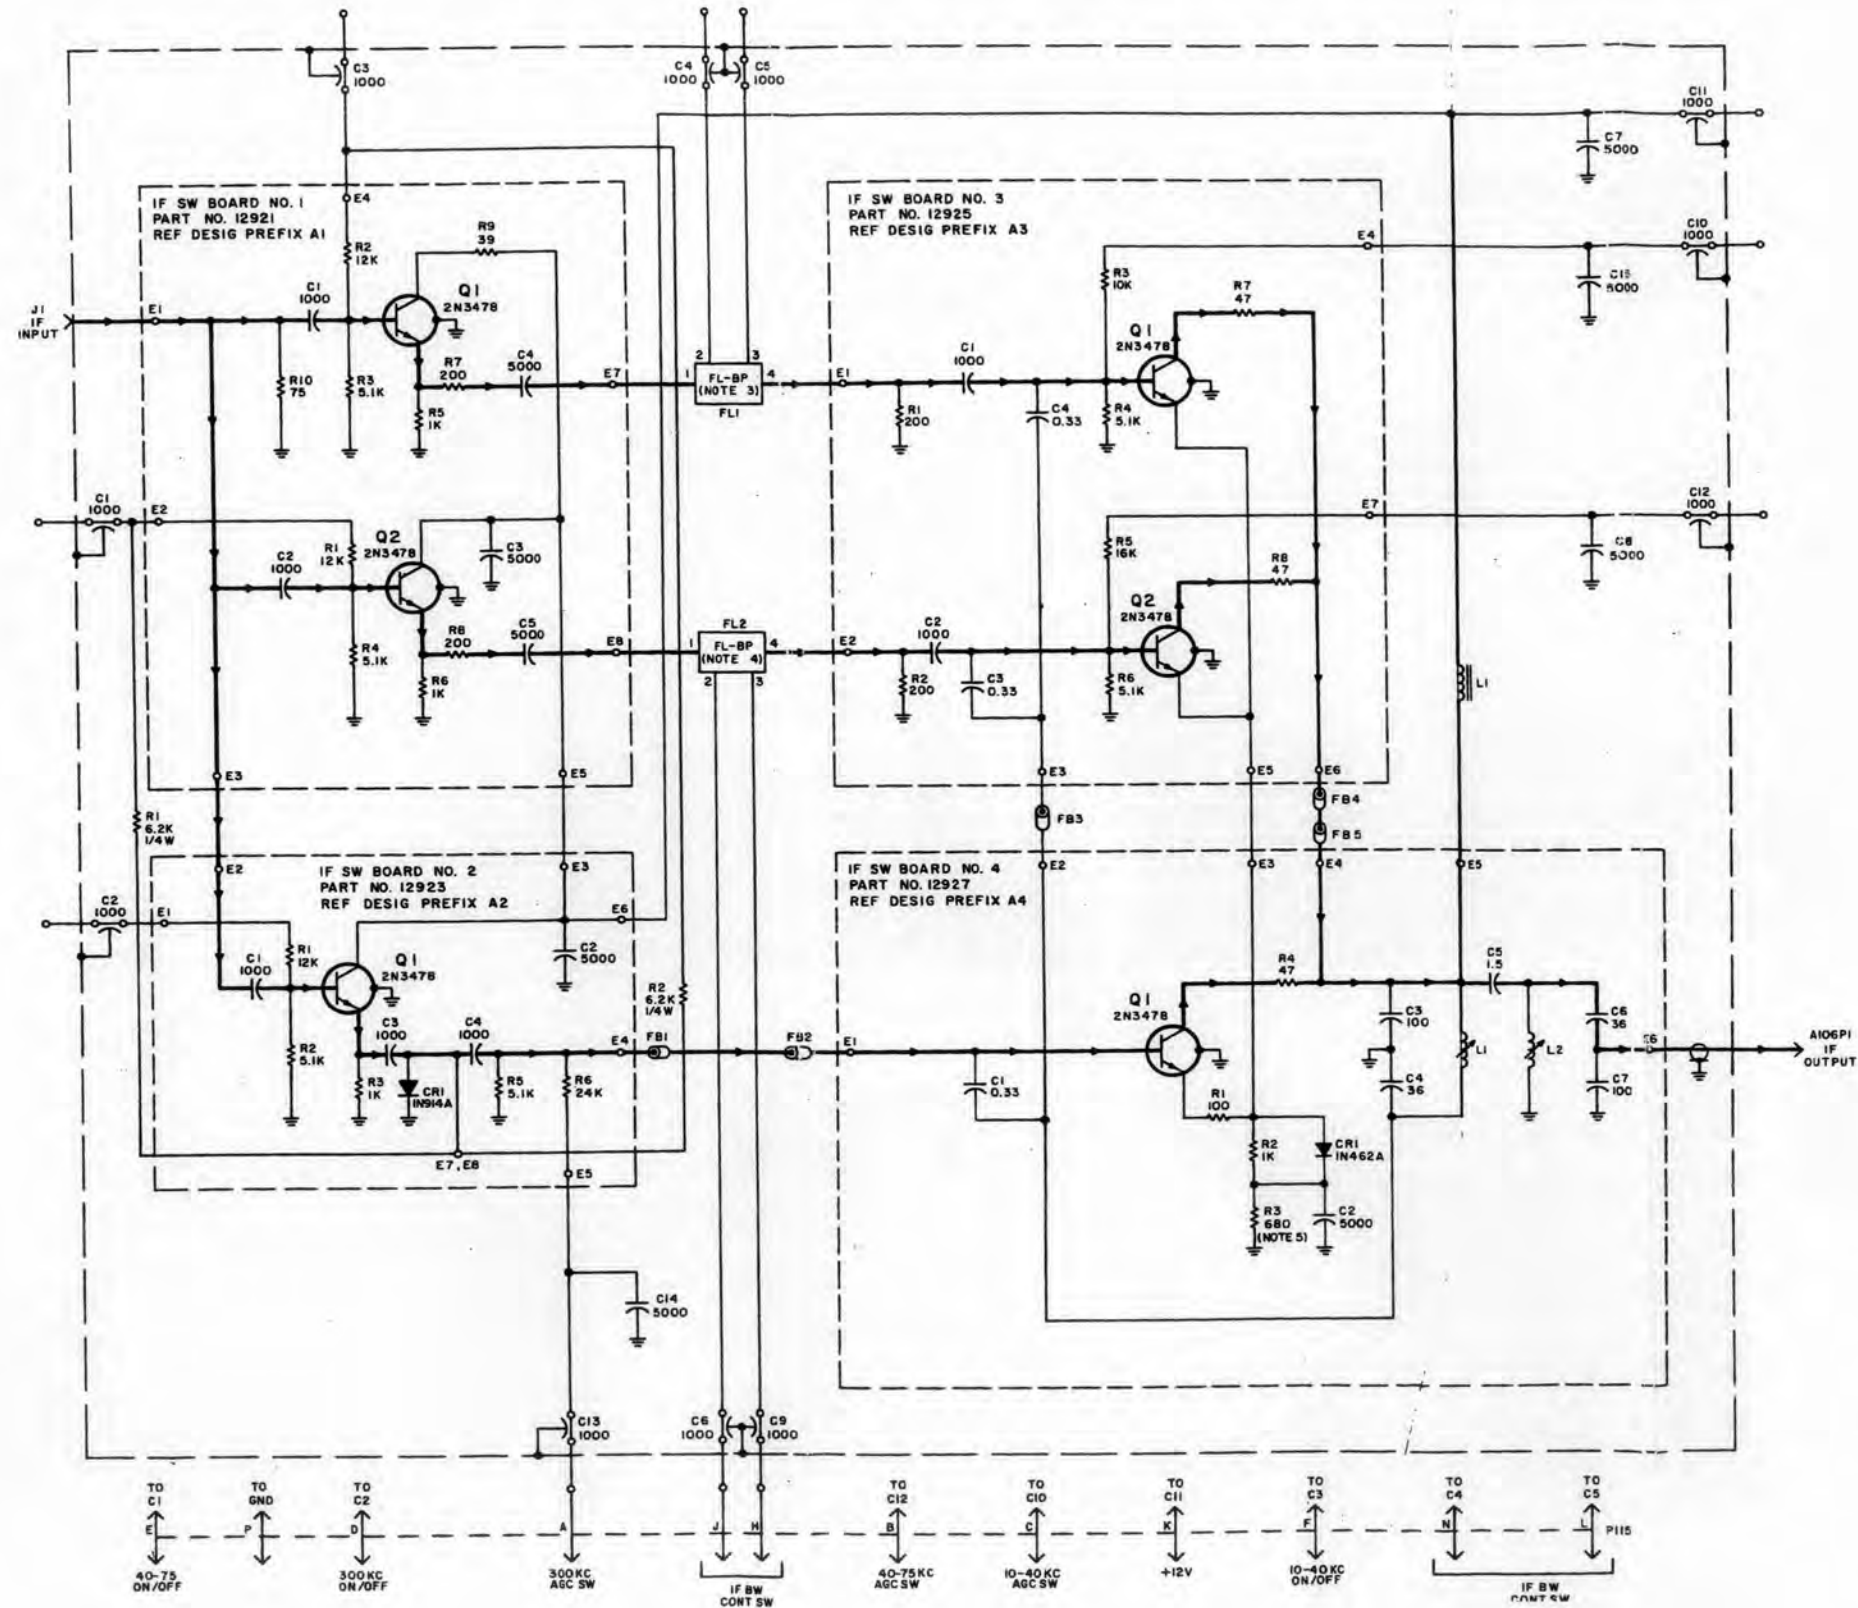 C3
1000
C4
1000
C5
1000
C11
1000
C7
5000
IF SW BOARD NO. 1
PART NO. 12921
REF DESIG PREFIX A1
E4
R2
12K
R9
39
IF SW BOARD NO. 3
PART NO. 12925
REF DESIG PREFIX A3
E4
C10
1000
C15
5000
J1
IF
INPUT
E1
C1
1000
Q1
2N3478
R10
75
R3
5.1K
R7
200
C4
5000
R5
1K
E7
1
2
3
4
FL-BP
(NOTE 3)
FL1
E1
R1
200
C1
1000
C4
0.33
R3
10K
R4
5.1K
Q1
2N3478
R7
47
C1
1000
E2
R1
12K
C2
1000
Q2
2N3478
C3
5000
R4
5.1K
R8
200
C5
5000
R6
1K
E8
FL2
1
FL-BP
(NOTE 4)
4
2
3
E2
R2
200
C2
1000
C3
0.33
R5
16K
R6
5.1K
Q2
2N3478
R8
47
E7
C12
1000
C8
5000
L1
E3
E5
E3
E5
E6
R1
6.2K
1/4W
FB3
FB4
FB5
E2
IF SW BOARD NO. 2
PART NO. 12923
REF DESIG PREFIX A2
E3
E6
IF SW BOARD NO. 4
PART NO. 12927
REF DESIG PREFIX A4
E2
E3
E4
E5
C2
1000
E1
R1
12K
C1
1000
Q1
2N3478
C2
5000
R2
5.1K
C3
1000
C4
1000
R3
1K
CR1
1N914A
R5
5.1K
R6
24K
E4
FB1
R2
6.2K
1/4W
FB2
E1
E7,E8
E5
C1
0.33
Q1
2N3478
R4
47
R1
100
R2
1K
CR1
1N462A
R3
680
(NOTE 5)
C2
5000
C3
100
C4
36
L1
C5
1.5
L2
C6
36
C7
100
E6
A106P1
IF
OUTPUT
C14
5000
C13
1000
C6
1000
C9
1000
TO
C1
TO
GND
TO
C2
TO
C12
TO
C10
TO
C11
TO
C3
TO
C4
TO
C5
E
P
D
A
J
H
B
C
K
F
N
L
P115
40-75
ON/OFF
300KC
ON/OFF
300KC
AGC SW
IF BW
CONT SW
40-75KC
AGC SW
10-40KC
AGC SW
+12V
10-40KC
ON/OFF
IF BW
CONT SW